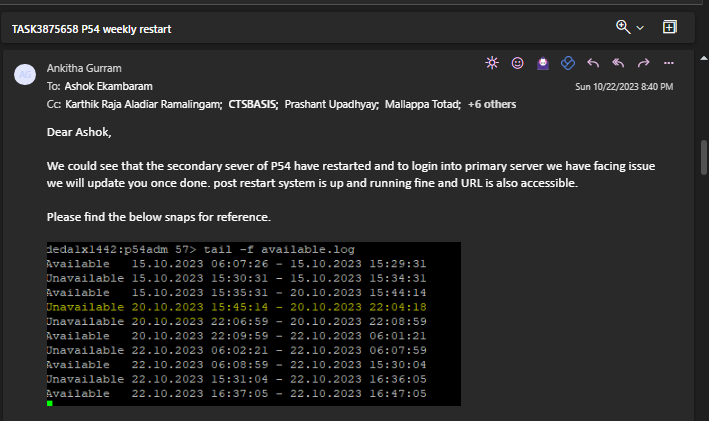 TASK3875658 P54 weekly restart
AG
Ankitha Gurram
To: Ashok Ekambaram
Sun 10/22/2023 8:40 PM
Cc: Karthik Raja Aladiar Ramalingam; CTSBASIS; Prashant Upadhyay; Mallappa Totad; +6 others
Dear Ashok,
We could see that the secondary sever of P54 have restarted and to login into primary server we have facing issue
we will update you once done. post restart system is up and running fine and URL is also accessible.
Please find the below snaps for reference.
dedalxl442:p54adm 57> tail -f available.log
Available 15.10.2023 06:07:26 - 15.10.2023 15:29:31
Unavailable 15.10.2023 15:30:31 - 15.10.2023 15:34:31
Available 15.10.2023 15:35:31 - 20.10.2023 15:44:14
Unavailable 20.10.2023 15:45:14 - 20.10.2023 22:04:18
Unavailable 20.10.2023 22:06:59 - 20.10.2023 22:08:59
Available 20.10.2023 22:09:59 - 22.10.2023 06:01:21
Unavailable 22.10.2023 06:02:21 - 22.10.2023 06:07:59
Available 22.10.2023 06:08:59 - 22.10.2023 15:30:04
Unavailable 22.10.2023 15:31:04 - 22.10.2023 16:36:05
Available 22.10.2023 16:37:05 - 22.10.2023 16:47:05